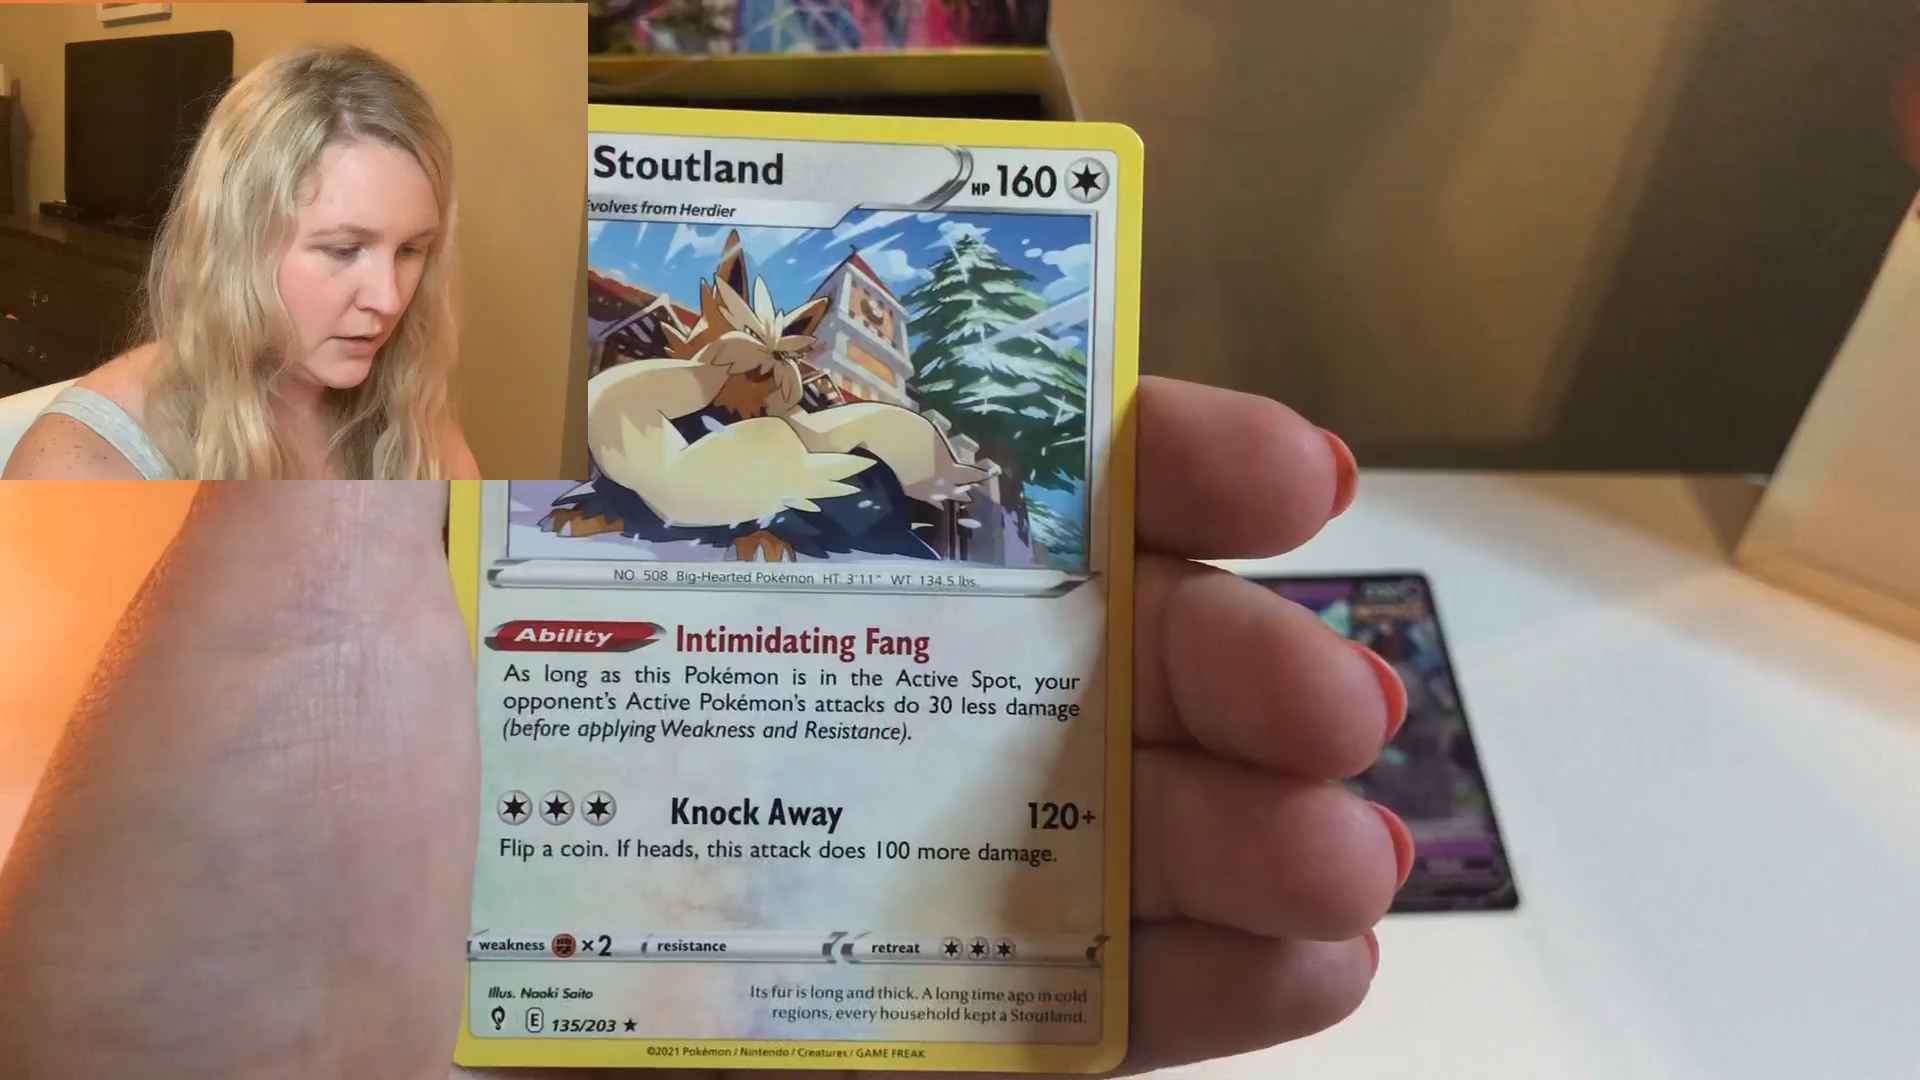 Stoutland
HP 160
Evolves from Herdier
NO. 508 Big-Hearted Pokémon HT 3'11" WT 134.5 lbs.
Ability Intimidating Fang
As long as this Pokémon is in the Active Spot, your
opponent's Active Pokémon's attacks do 30 less damage
(before applying Weakness and Resistance).
Knock Away 120+
Flip a coin. If heads, this attack does 100 more damage.
weakness ×2 resistance retreat
Illus. Naoki Saito
Its fur is long and thick. A long time ago in cold
regions, every household kept a Stoutland.
E 135/203 ★
©2021 Pokémon / Nintendo / Creatures / GAME FREAK